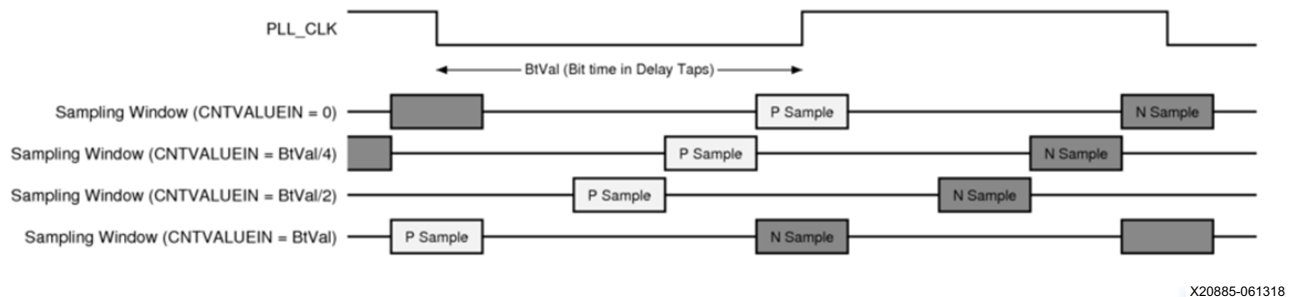 PLL_CLK
BtVal (Bit time in Delay Taps)
Sampling Window (CNTVALUEIN = 0)
P Sample
N Sample
Sampling Window (CNTVALUEIN = BtVal/4)
P Sample
N Sample
Sampling Window (CNTVALUEIN = BtVal/2)
P Sample
N Sample
Sampling Window (CNTVALUEIN = BtVal)
P Sample
N Sample
X20885-061318